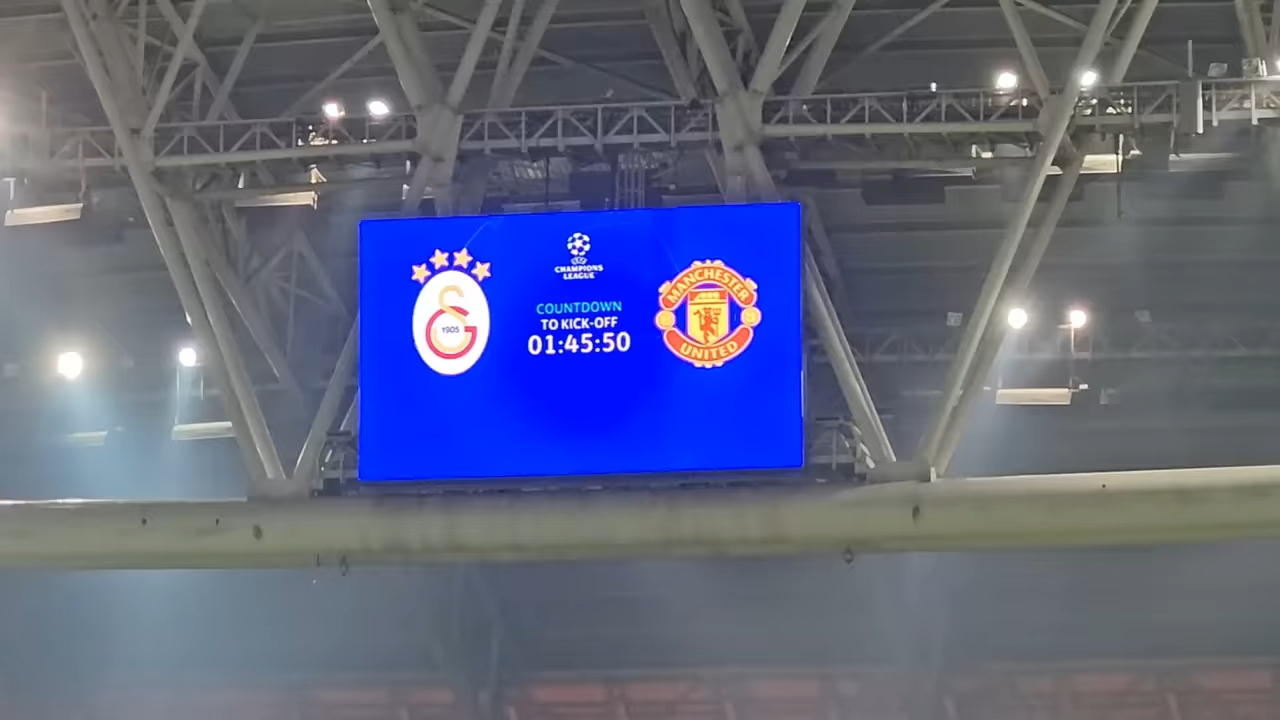 1905
CHAMPIONS
LEAGUE
COUNTDOWN
TO KICK-OFF
01:45:50
MANCHESTER
UNITED